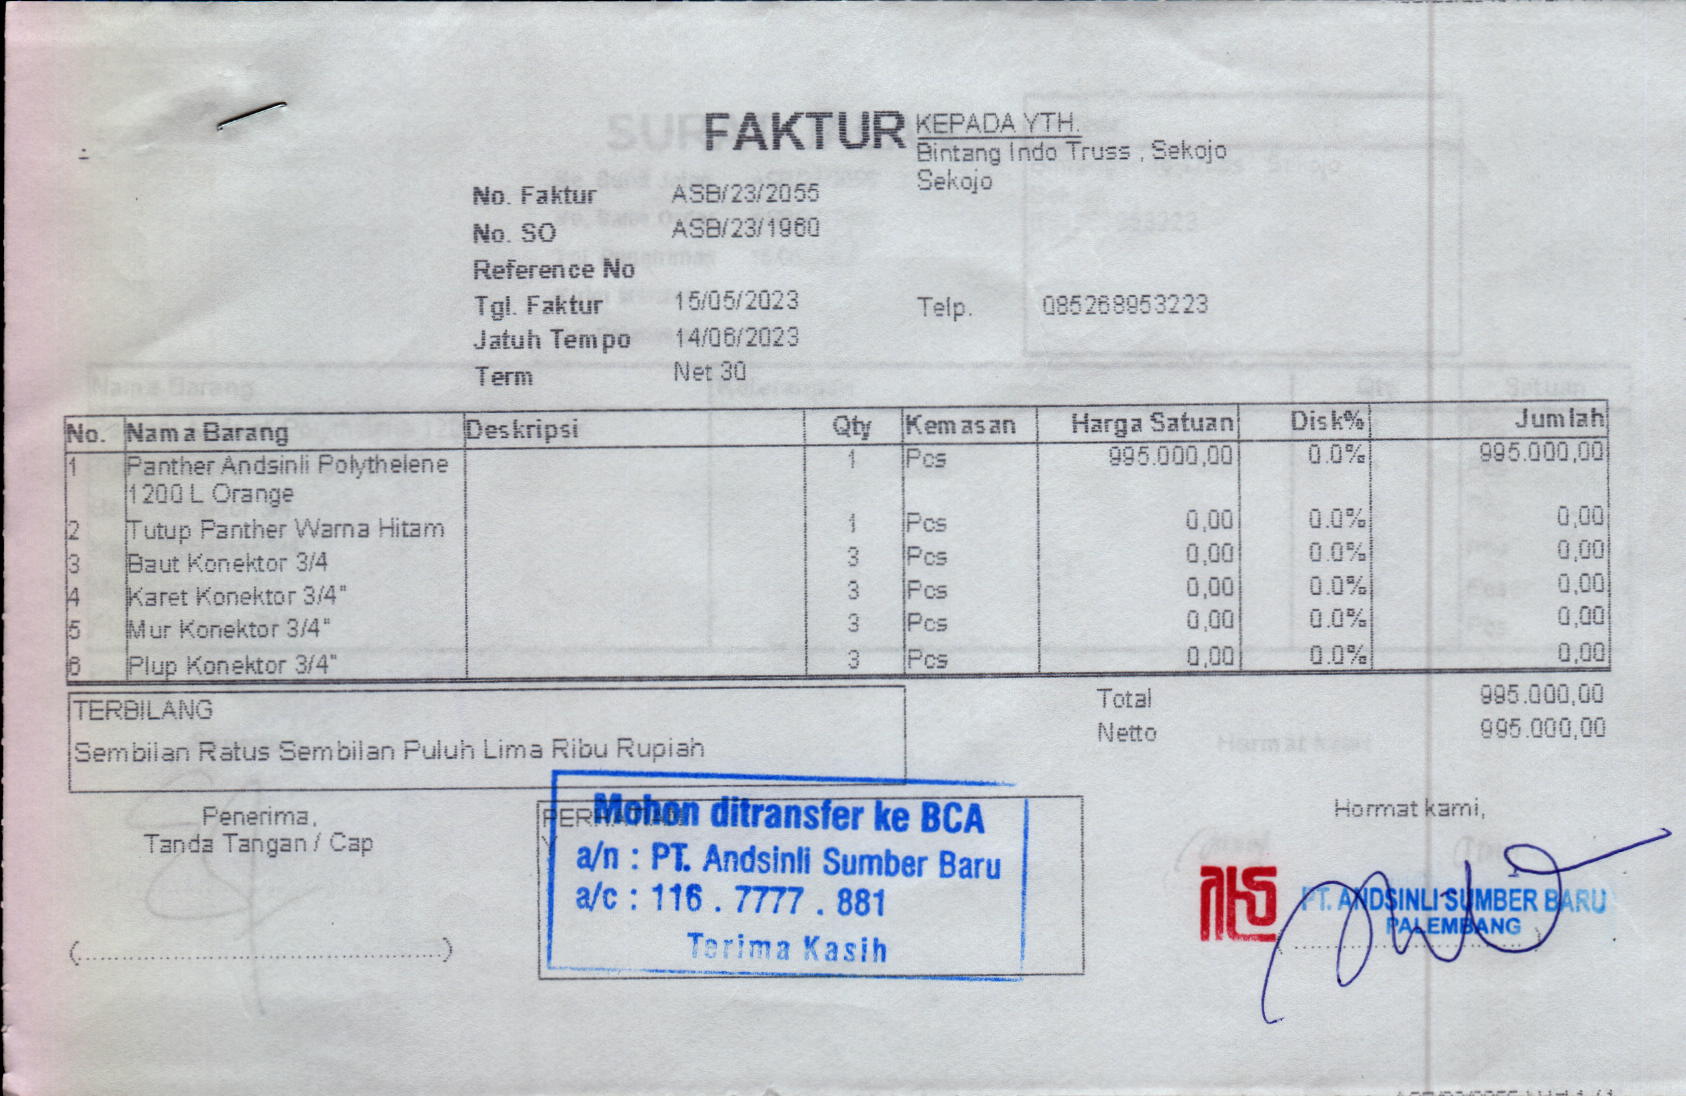 FAKTUR
KEPADA YTH.
Bintang Indo Truss , Sekojo
Sekojo
No. Faktur ASB/23/2055
No. SO ASB/23/1960
Reference No
Tgl. Faktur 15/05/2023
Telp. 085268953223
Jatuh Tempo 14/06/2023
Term Net 30
No. Nama Barang Deskripsi Qty Kemasan Harga Satuan Disk% Jumlah
1 Panther Andsinli Polythelene 1 Pcs 995.000,00 0.0% 995.000,00
1200 L Orange
2 Tutup Panther Warna Hitam 1 Pcs 0,00 0.0% 0,00
3 Baut Konektor 3/4 3 Pcs 0,00 0.0% 0,00
4 Karet Konektor 3/4" 3 Pcs 0,00 0.0% 0,00
5 Mur Konektor 3/4" 3 Pcs 0,00 0.0% 0,00
6 Plup Konektor 3/4" 3 Pcs 0,00 0.0% 0,00
Total 995.000,00
Netto 995.000,00
TERBILANG
Sembilan Ratus Sembilan Puluh Lima Ribu Rupiah
Penerima,
Tanda Tangan / Cap
(...)
Mohon ditransfer ke BCA
a/n : PT. Andsinli Sumber Baru
a/c : 116 . 7777 . 881
Terima Kasih
Hormat kami,
PT. ANDSINLI SUMBER BARU
PALEMBANG